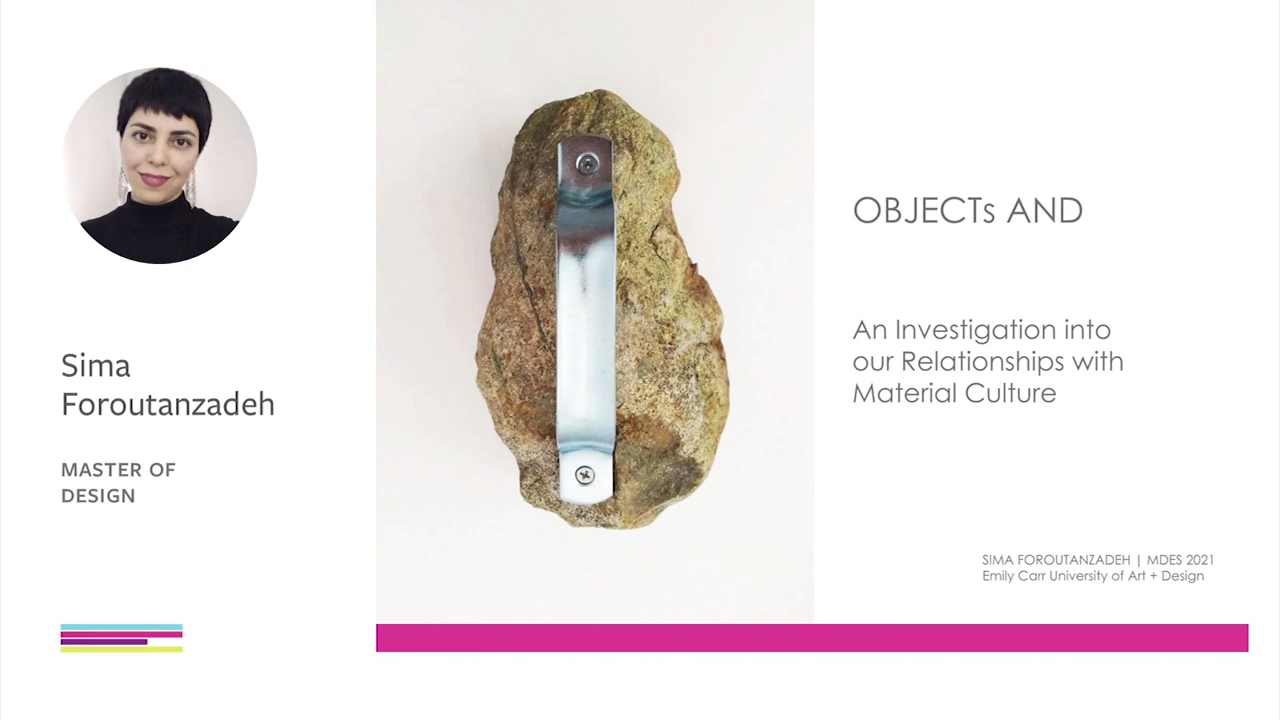 Sima
Foroutanzadeh
MASTER OF
DESIGN
OBJECTs AND
An Investigation into
our Relationships with
Material Culture
SIMA FOROUTANZADEH | MDES 2021
Emily Carr University of Art + Design